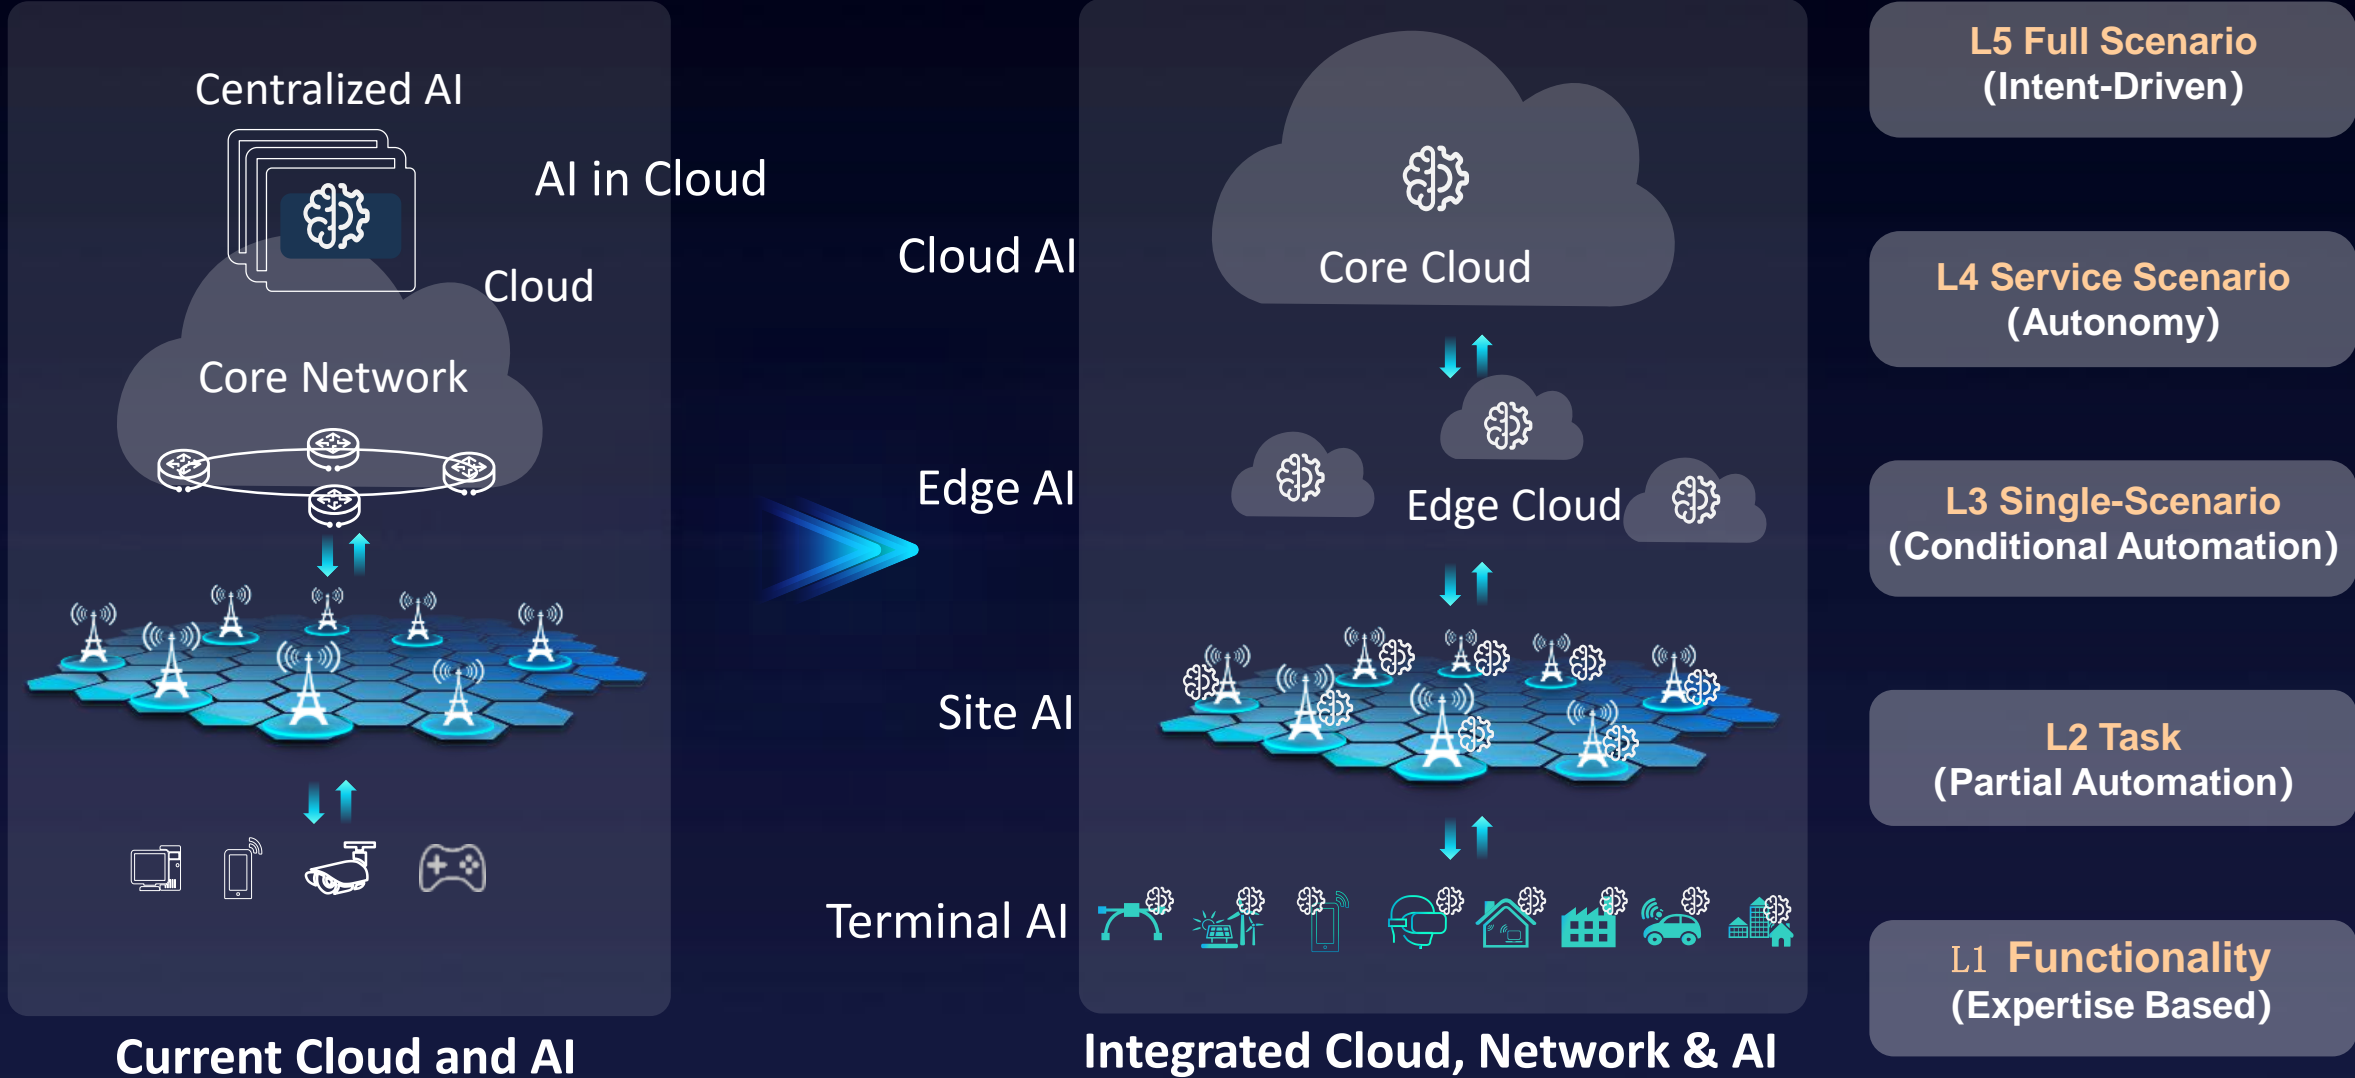 Centralized AI
AI in Cloud
Cloud
Core Network
Current Cloud and AI
Cloud AI
Edge AI
Site AI
Terminal AI
Core Cloud
Edge Cloud
Integrated Cloud, Network & AI
L5 Full Scenario
(Intent-Driven)
L4 Service Scenario
(Autonomy)
L3 Single-Scenario
(Conditional Automation)
L2 Task
(Partial Automation)
L1 Functionality
(Expertise Based)